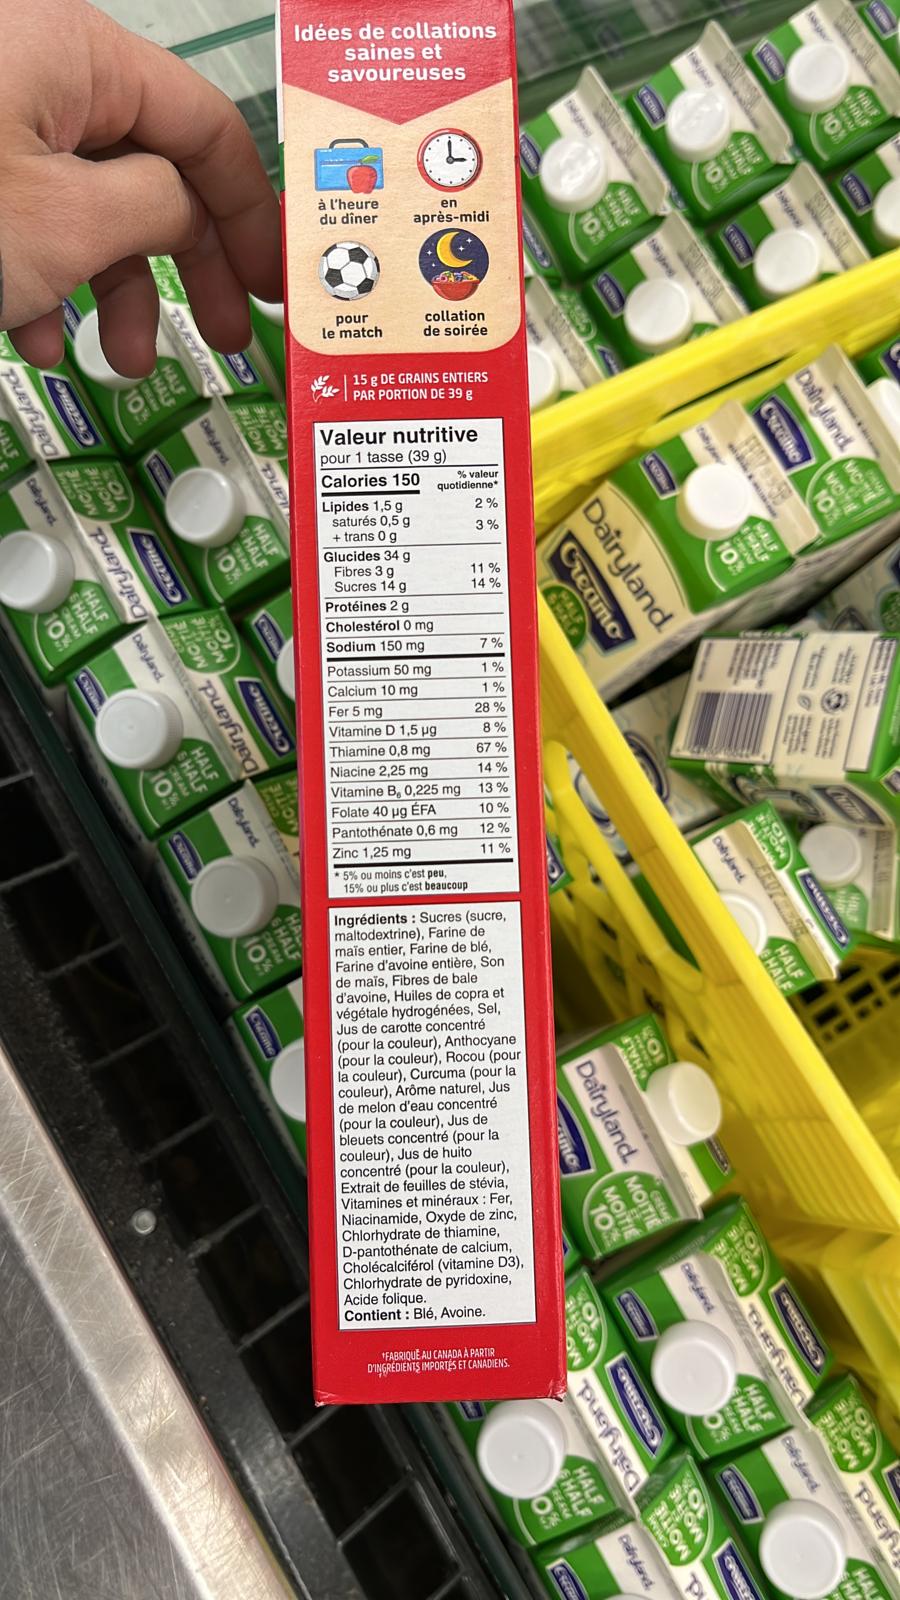 Idées de collations
saines et
savoureuses
à l'heure
du dîner
en
après-midi
pour
le match
collation
de soirée
15 g DE GRAINS ENTIERS
PAR PORTION DE 39 g
Valeur nutritive
pour 1 tasse (39 g)
Calories 150
% valeur
quotidienne*
Lipides 1,5 g 2 %
saturés 0,5 g 3 %
+ trans 0 g
Glucides 34 g
Fibres 3 g 11 %
Sucres 14 g 14 %
Protéines 2 g
Cholestérol 0 mg
Sodium 150 mg 7 %
Potassium 50 mg 1 %
Calcium 10 mg 1 %
Fer 5 mg 28 %
Vitamine D 1,5 µg 8 %
Thiamine 0,8 mg 67 %
Niacine 2,25 mg 14 %
Vitamine B₆ 0,225 mg 13 %
Folate 40 µg ÉFA 10 %
Pantothénate 0,6 mg 12 %
Zinc 1,25 mg 11 %
* 5% ou moins c'est peu,
15% ou plus c'est beaucoup
Ingrédients : Sucres (sucre,
maltodextrine), Farine de
maïs entier, Farine de blé,
Farine d'avoine entière, Son
de maïs, Fibres de bale
d'avoine, Huiles de copra et
végétale hydrogénées, Sel,
Jus de carotte concentré
(pour la couleur), Anthocyane
(pour la couleur), Rocou (pour
la couleur), Curcuma (pour la
couleur), Arôme naturel, Jus
de melon d'eau concentré
(pour la couleur), Jus de
bleuets concentré (pour la
couleur), Jus de huito
concentré (pour la couleur),
Extrait de feuilles de stévia,
Vitamines et minéraux : Fer,
Niacinamide, Oxyde de zinc,
Chlorhydrate de thiamine,
D-pantothénate de calcium,
Cholécalciférol (vitamine D3),
Chlorhydrate de pyridoxine,
Acide folique.
Contient : Blé, Avoine.
†FABRIQUÉ AU CANADA À PARTIR
D'INGRÉDIENTS IMPORTÉS ET CANADIENS.
Dairyland
Creamo
HALF
& HALF
10%
Dairyland
Creamo
Dairyland
MOITIÉ
MOITIÉ
10%